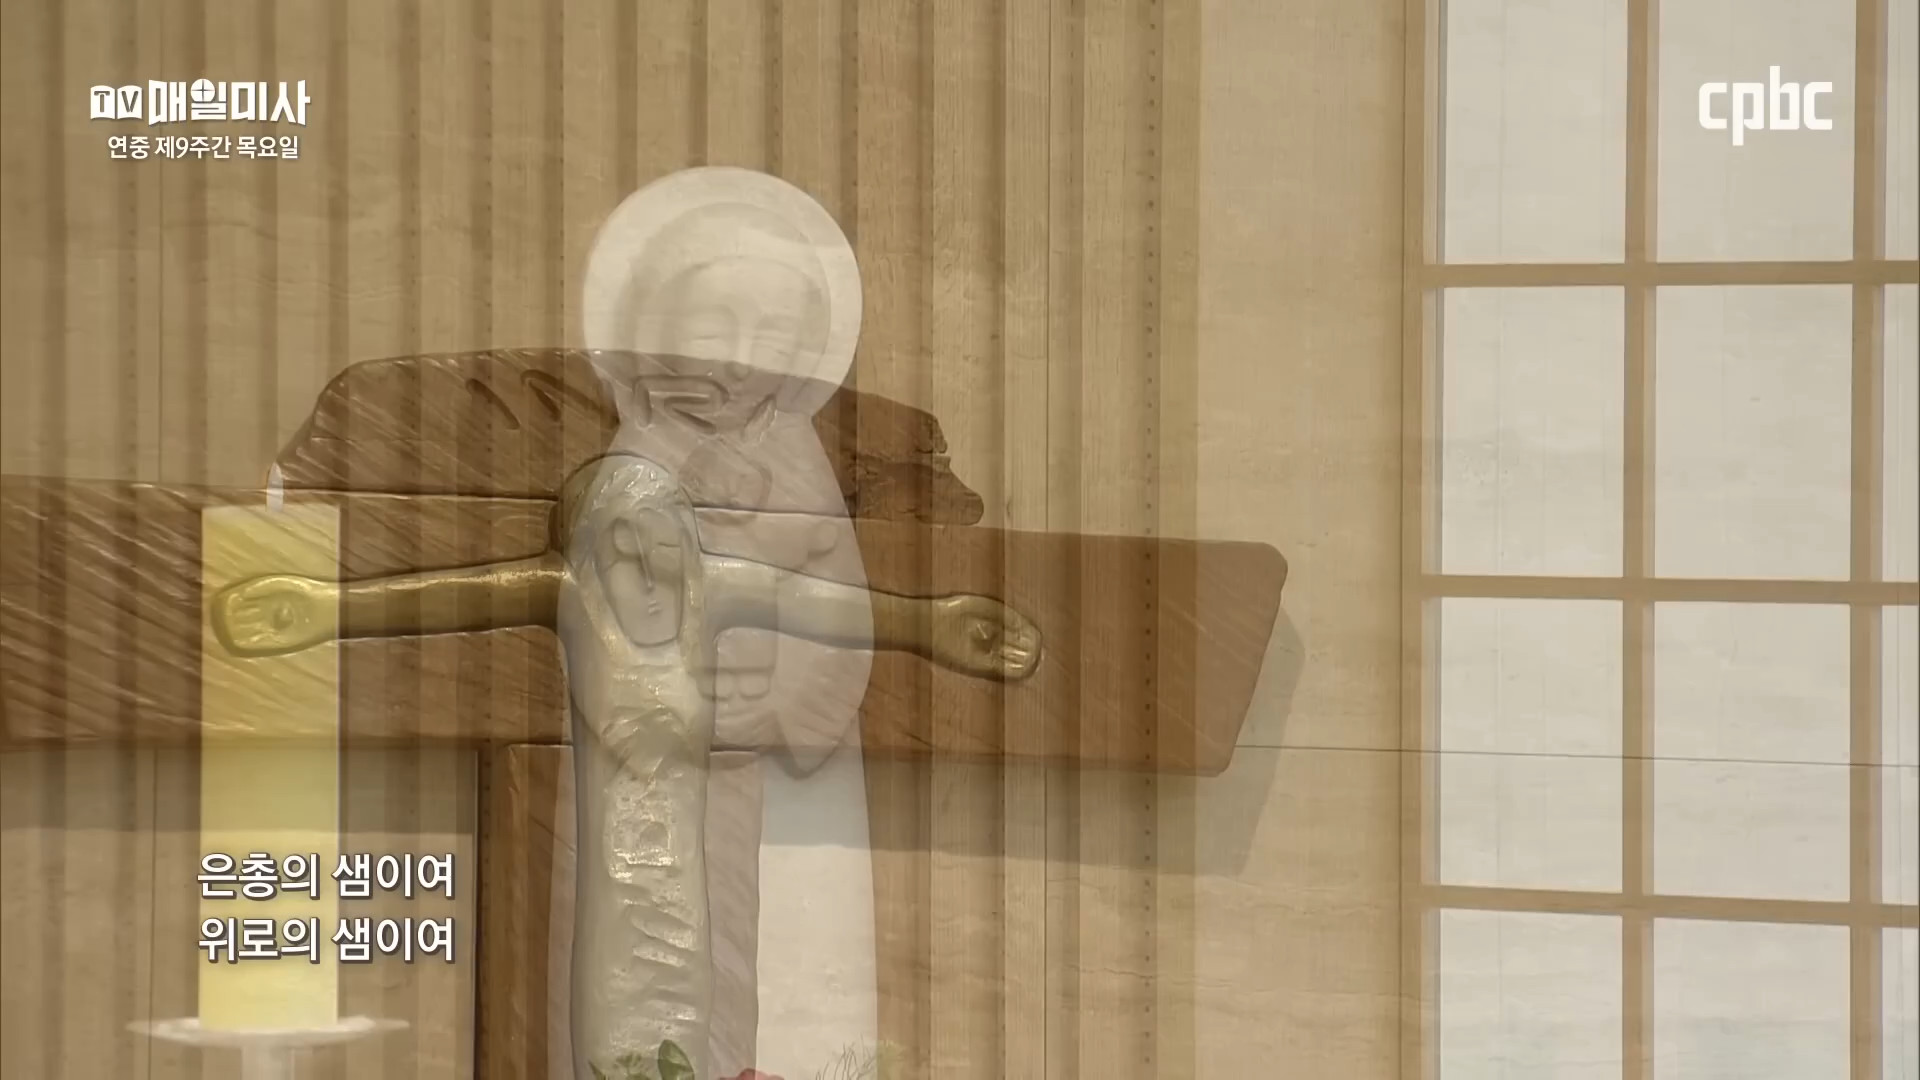 TV매일미사
cpbc
연중 제9주간 목요일
은총의 샘이여
위로의 샘이여